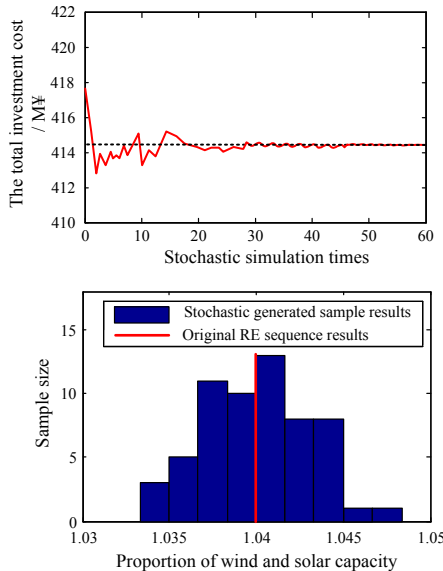 422
420
418
416
414
412
410
The total investment cost
/ M¥
0 10 20 30 40 50 60
Stochastic simulation times
15
10
5
0
Sample size
Stochastic generated sample results
Original RE sequence results
1.03 1.035 1.04 1.045 1.05
Proportion of wind and solar capacity